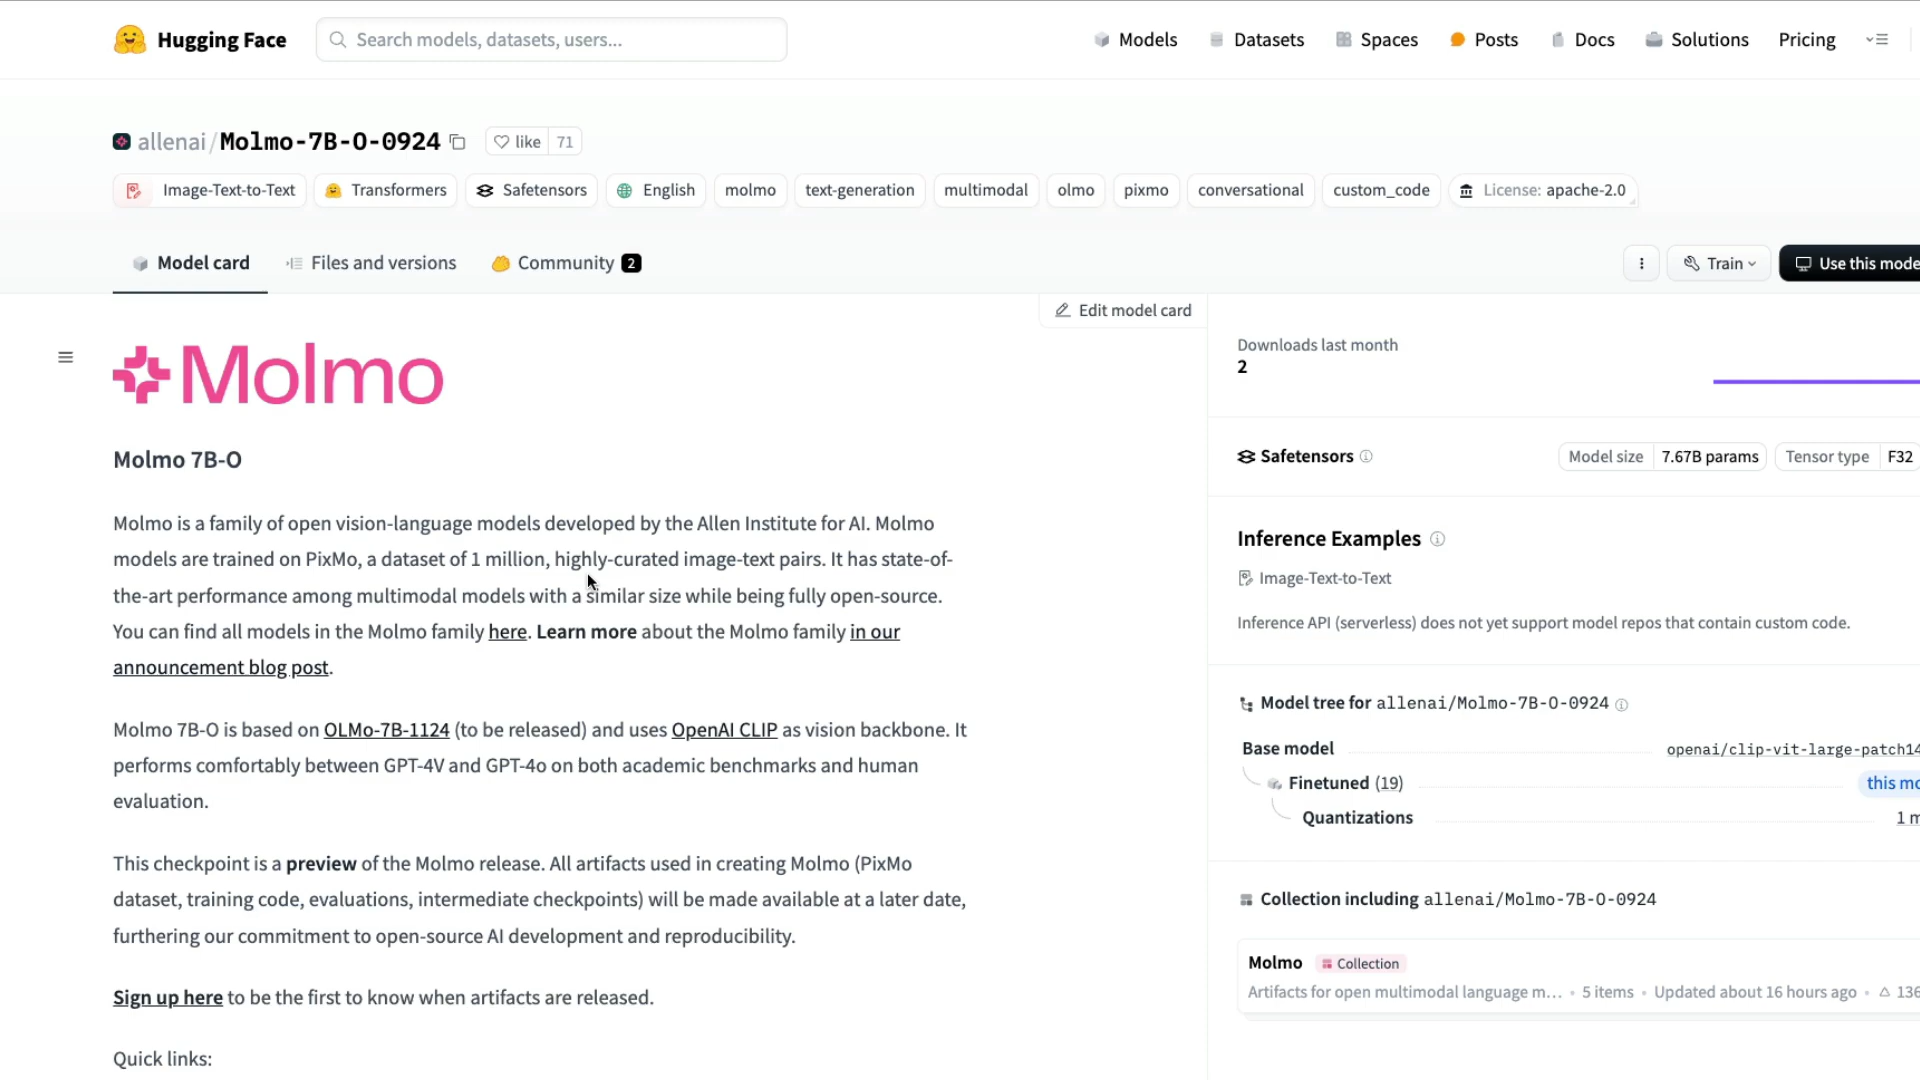 Hugging Face
Search models, datasets, users...
Models
Datasets
Spaces
Posts
Docs
Solutions
Pricing
allenai/Molmo-7B-O-0924
like 71
Image-Text-to-Text
Transformers
Safetensors
English
molmo
text-generation
multimodal
olmo
pixmo
conversational
custom_code
License: apache-2.0
Model card
Files and versions
Community 2
Train
Use this mode
Edit model card
Molmo
Molmo 7B-O
Molmo is a family of open vision-language models developed by the Allen Institute for AI. Molmo
models are trained on PixMo, a dataset of 1 million, highly-curated image-text pairs. It has state-of-
the-art performance among multimodal models with a similar size while being fully open-source.
You can find all models in the Molmo family here. Learn more about the Molmo family in our
announcement blog post.
Molmo 7B-O is based on OLMo-7B-1124 (to be released) and uses OpenAI CLIP as vision backbone. It
performs comfortably between GPT-4V and GPT-4o on both academic benchmarks and human
evaluation.
This checkpoint is a preview of the Molmo release. All artifacts used in creating Molmo (PixMo
dataset, training code, evaluations, intermediate checkpoints) will be made available at a later date,
furthering our commitment to open-source AI development and reproducibility.
Sign up here to be the first to know when artifacts are released.
Quick links:
Downloads last month
2
Safetensors
Model size 7.67B params
Tensor type F32
Inference Examples
Image-Text-to-Text
Inference API (serverless) does not yet support model repos that contain custom code.
Model tree for allenai/Molmo-7B-O-0924
Base model openai/clip-vit-large-patch14
Finetuned (19) this mo
Quantizations 1 m
Collection including allenai/Molmo-7B-O-0924
Molmo Collection
Artifacts for open multimodal language m... • 5 items • Updated about 16 hours ago • 136